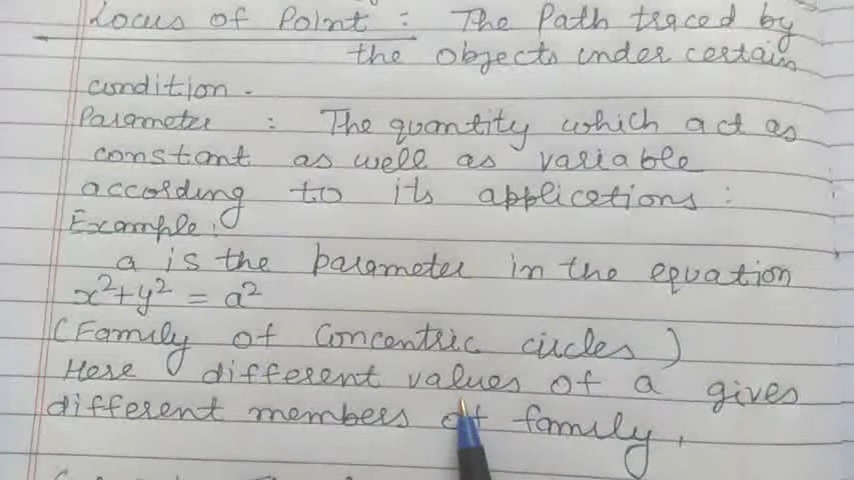 Locus of Point : The Path traced by
the objects under certain
condition.
Parameter : The quantity which act as
constant as well as variable
according to its applicetions :
Example :
a is the parameter in the equation
x²+y² = a²
(Family of Concentric circles)
Here different values of a gives
different members of family,